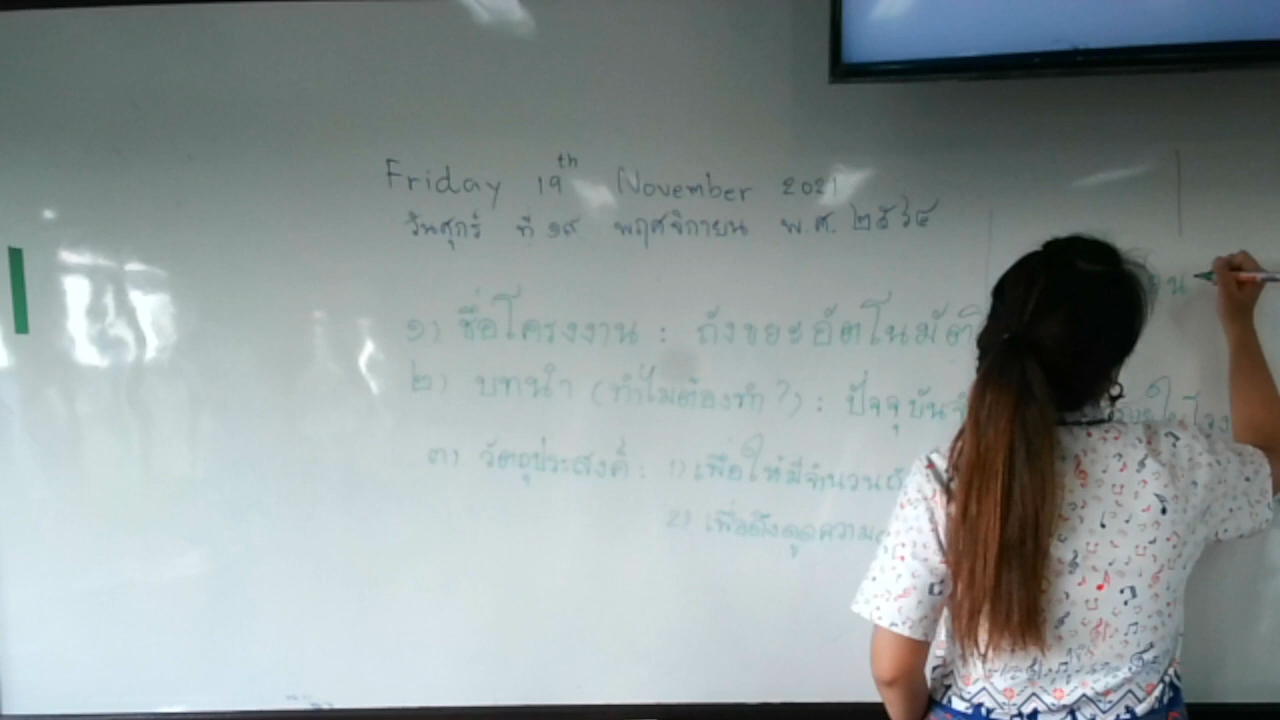 Friday 19th November 2021
วันศุกร์ ที่ ๑๙ พฤศจิกายน พ.ศ. ๒๕๖๔
๑) ชื่อโครงงาน : ถังขยะอัตโนมัติ
๒) บทนำ (ทำไมต้องทำ?) : ปัจจุบัน
๓) วัตถุประสงค์ : 1) เพื่อให้มีจำนวน
2) เพื่อดึงดูดความ